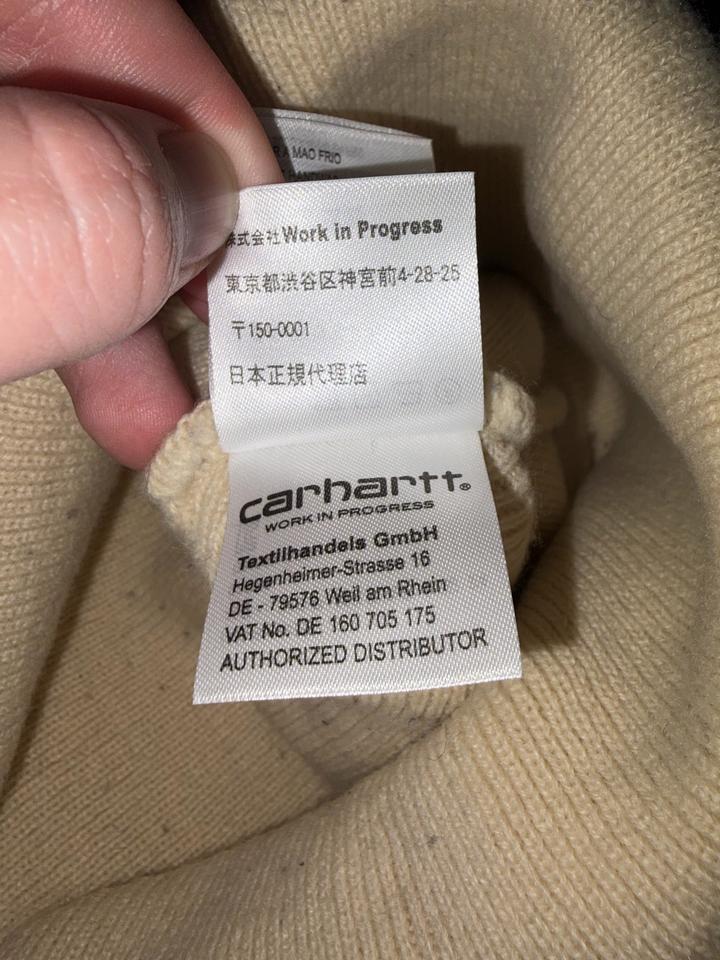 A MAO FRIO
株式会社Work in Progress
東京都渋谷区神宮前4-28-25
〒150-0001
日本正規代理店
carhartt®
WORK IN PROGRESS
Textilhandels GmbH
Hegenheimer-Strasse 16
DE - 79576 Weil am Rhein
VAT No. DE 160 705 175
AUTHORIZED DISTRIBUTOR